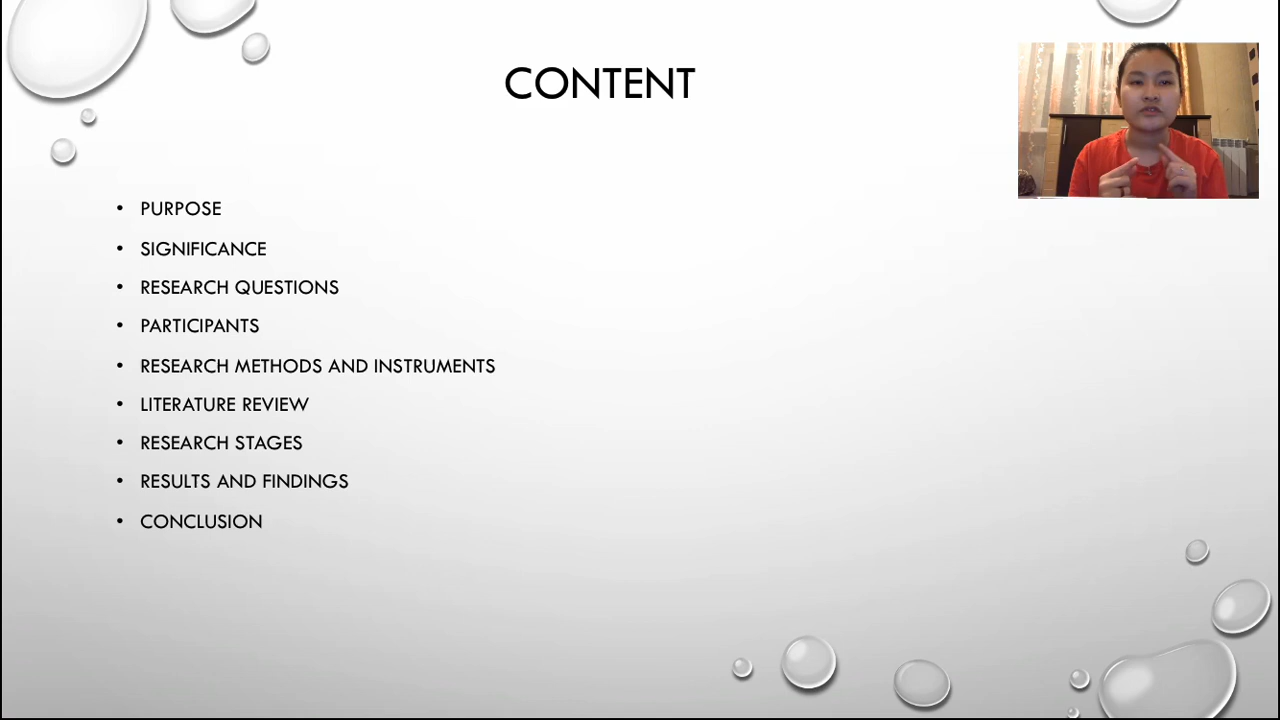 CONTENT
• PURPOSE
• SIGNIFICANCE
• RESEARCH QUESTIONS
• PARTICIPANTS
• RESEARCH METHODS AND INSTRUMENTS
• LITERATURE REVIEW
• RESEARCH STAGES
• RESULTS AND FINDINGS
• CONCLUSION